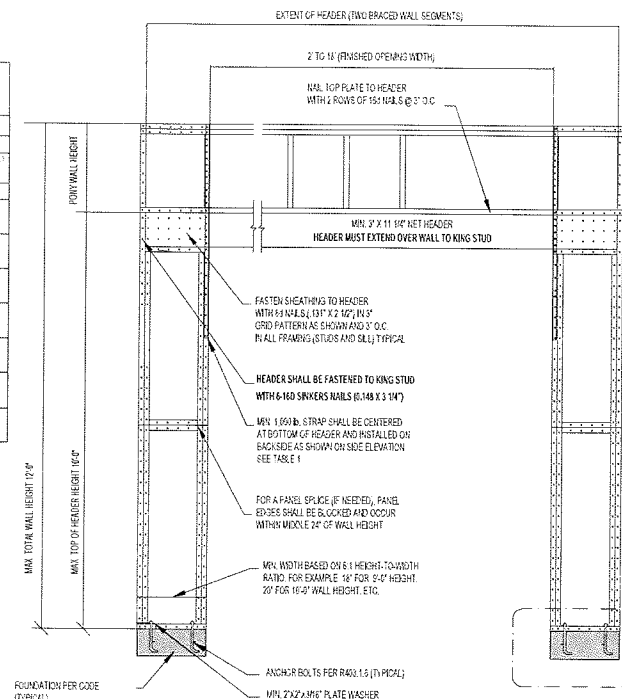 EXTENT OF HEADER (TWO BRACED WALL SEGMENTS)
2' TO 18' (FINISHED OPENING WIDTH)
NAIL TOP PLATE TO HEADER
WITH 2 ROWS OF 16d NAILS @ 3" O.C.
PONY WALL HEIGHT
MIN. 3" X 11 1/4" NET HEADER
HEADER MUST EXTEND OVER WALL TO KING STUD
FASTEN SHEATHING TO HEADER
WITH 8d NAILS (.131" X 2 1/2") IN 3"
GRID PATTERN AS SHOWN AND 3" O.C.
IN ALL FRAMING (STUDS AND SILL) TYPICAL
HEADER SHALL BE FASTENED TO KING STUD
WITH 6-16D SINKERS NAILS (0.148 X 3 1/4")
MIN. 1,000 lb. STRAP SHALL BE CENTERED
AT BOTTOM OF HEADER AND INSTALLED ON
BACKSIDE AS SHOWN ON SIDE ELEVATION
SEE TABLE 1
MAX. TOTAL WALL HEIGHT 12'-0"
MAX. TOP OF HEADER HEIGHT 10'-0"
FOR A PANEL SPLICE (IF NEEDED), PANEL
EDGES SHALL BE BLOCKED AND OCCUR
WITHIN MIDDLE 24" OF WALL HEIGHT
MIN. WIDTH BASED ON 6:1 HEIGHT-TO-WIDTH
RATIO. FOR EXAMPLE: 18" FOR 9'-0" HEIGHT,
20" FOR 10'-0" WALL HEIGHT, ETC.
ANCHOR BOLTS PER R403.1.6 (TYPICAL)
FOUNDATION PER CODE
(TYPICAL)
MIN. 2"X2"X3/16" PLATE WASHER